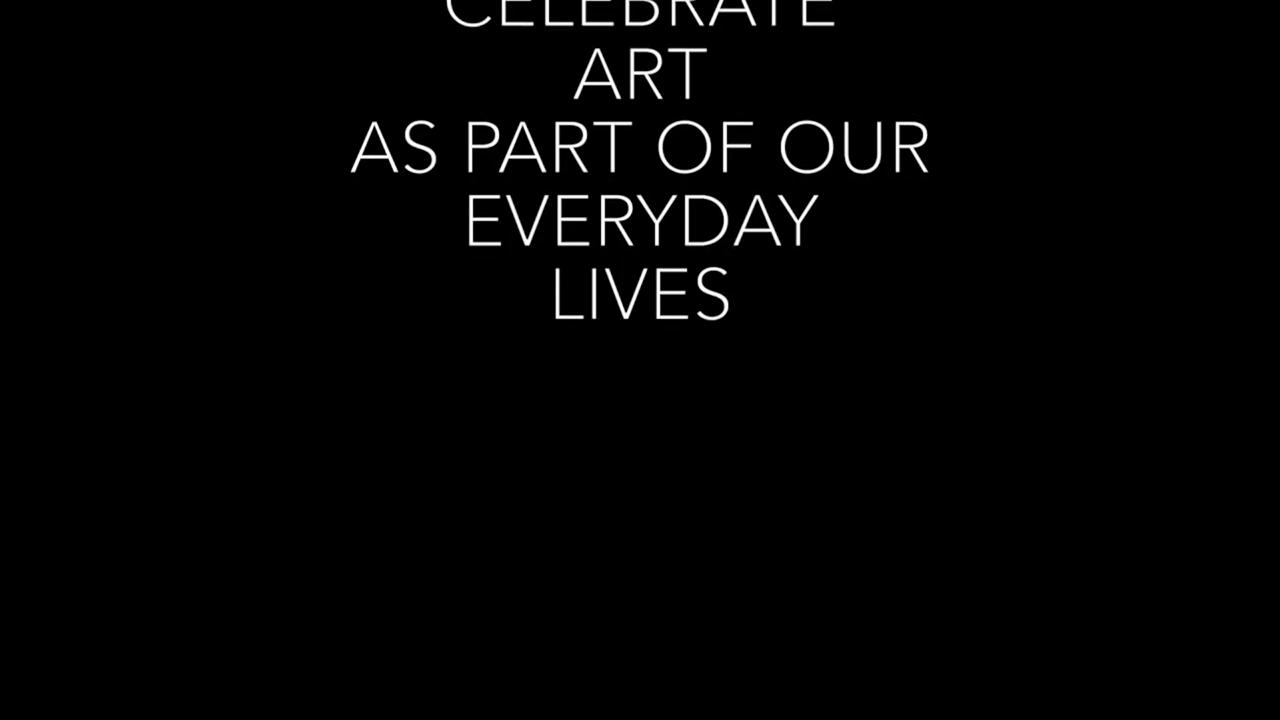 CELEBRATE
ART
AS PART OF OUR
EVERYDAY
LIVES